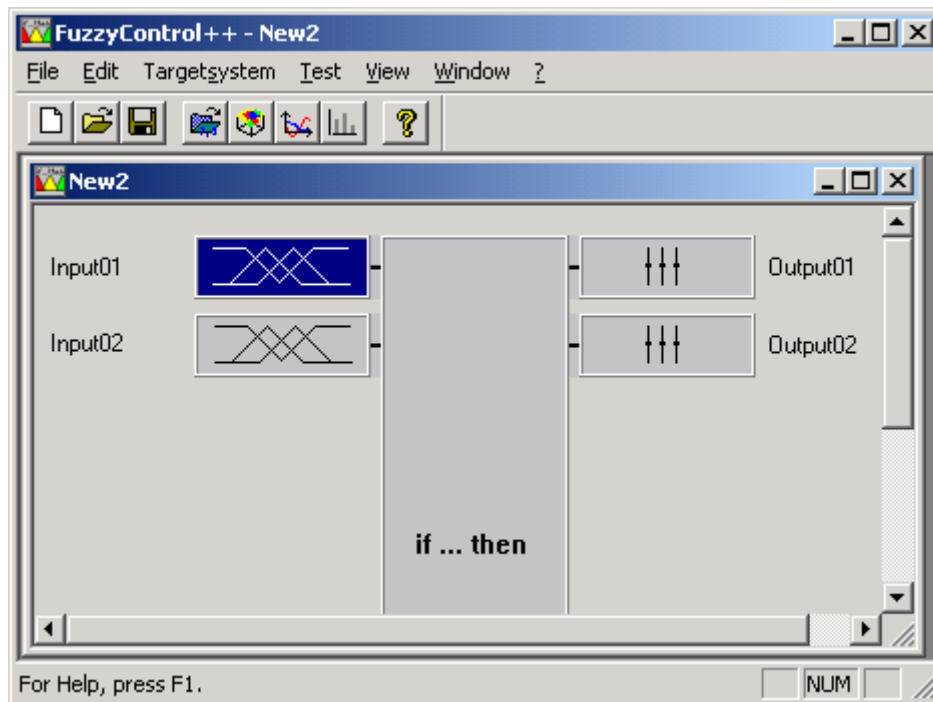 FuzzyControl++ - New2
File Edit Targetsystem Test View Window ?
New2
Input01
Output01
Input02
Output02
if ... then
For Help, press F1.
NUM